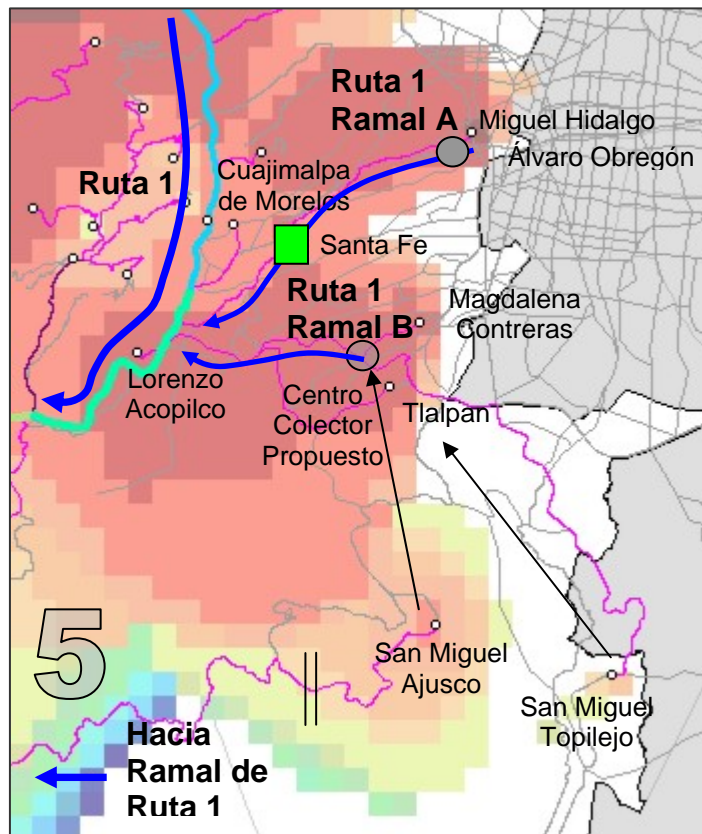 Ruta 1
Ramal A
Miguel Hidalgo
Álvaro Obregón
Cuajimalpa
de Morelos
Ruta 1
Santa Fe
Ruta 1
Ramal B
Magdalena
Contreras
Lorenzo
Acopilco
Centro
Colector
Propuesto
Tlalpan
5
San Miguel
Ajusco
San Miguel
Topilejo
Hacia
Ramal de
Ruta 1